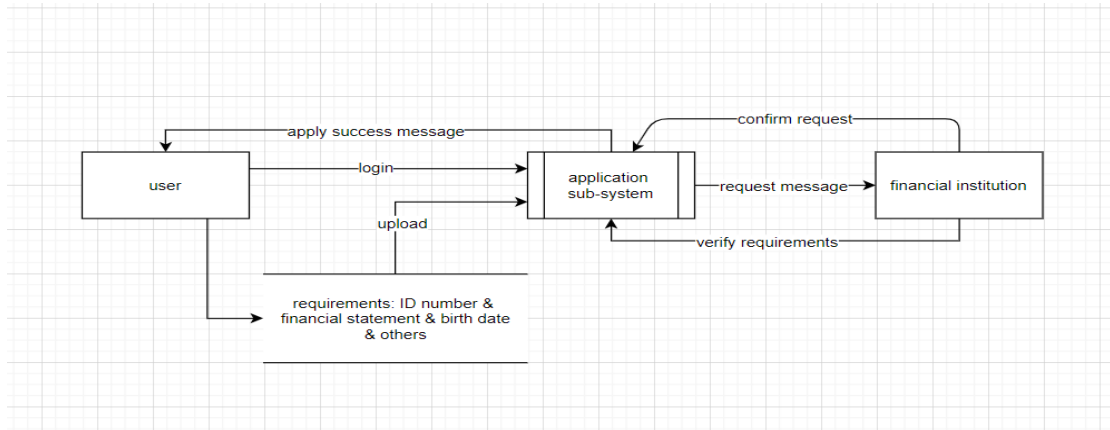 confirm request
apply success message
login
user
application
sub-system
request message
financial institution
upload
verify requirements
requirements: ID number &
financial statement & birth date
& others